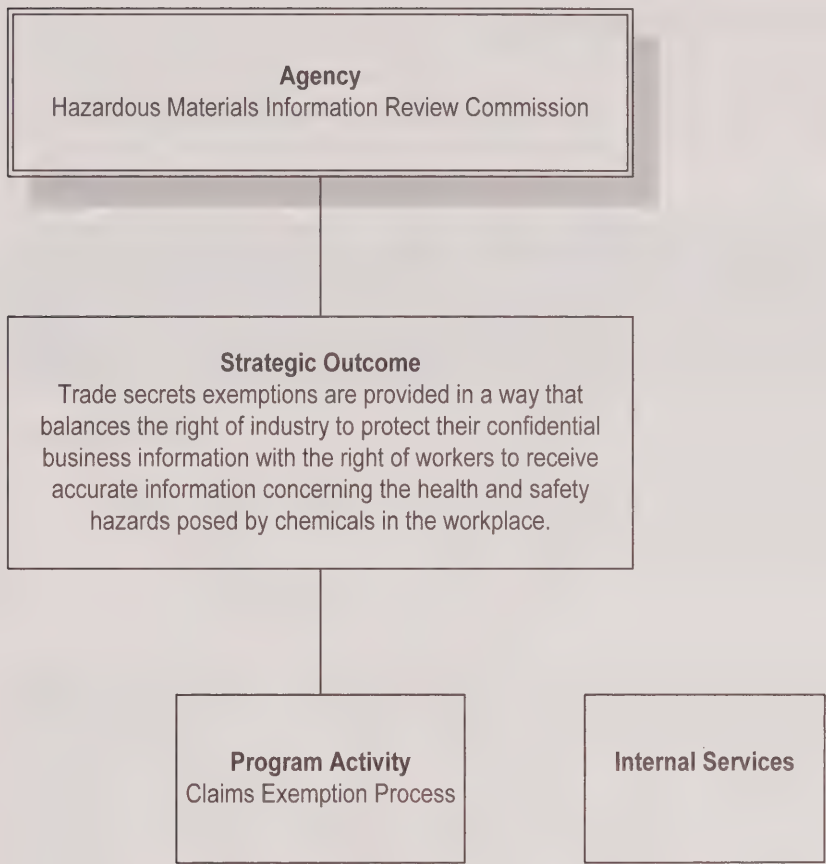 Agency
Hazardous Materials Information Review Commission
Strategic Outcome
Trade secrets exemptions are provided in a way that
balances the right of industry to protect their confidential
business information with the right of workers to receive
accurate information concerning the health and safety
hazards posed by chemicals in the workplace.
Program Activity
Claims Exemption Process
Internal Services